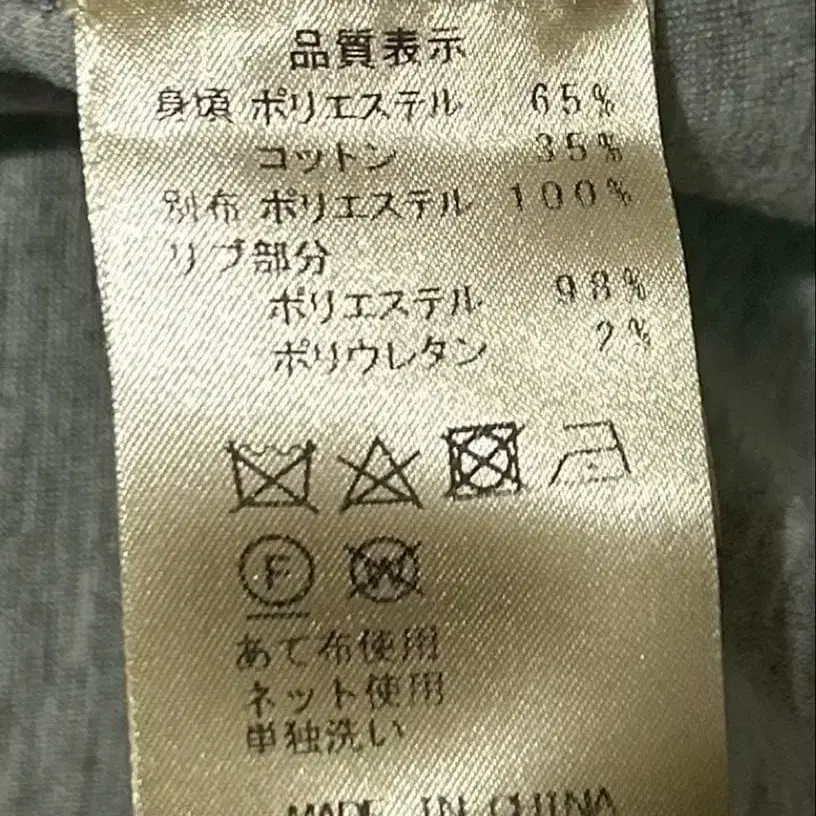 品質表示
身頃 ポリエステル 65%
コットン 35%
別布 ポリエステル 100%
リブ部分
ポリエステル 98%
ポリウレタン 2%
F W
あて布使用
ネット使用
単独洗い
MADE IN CHINA